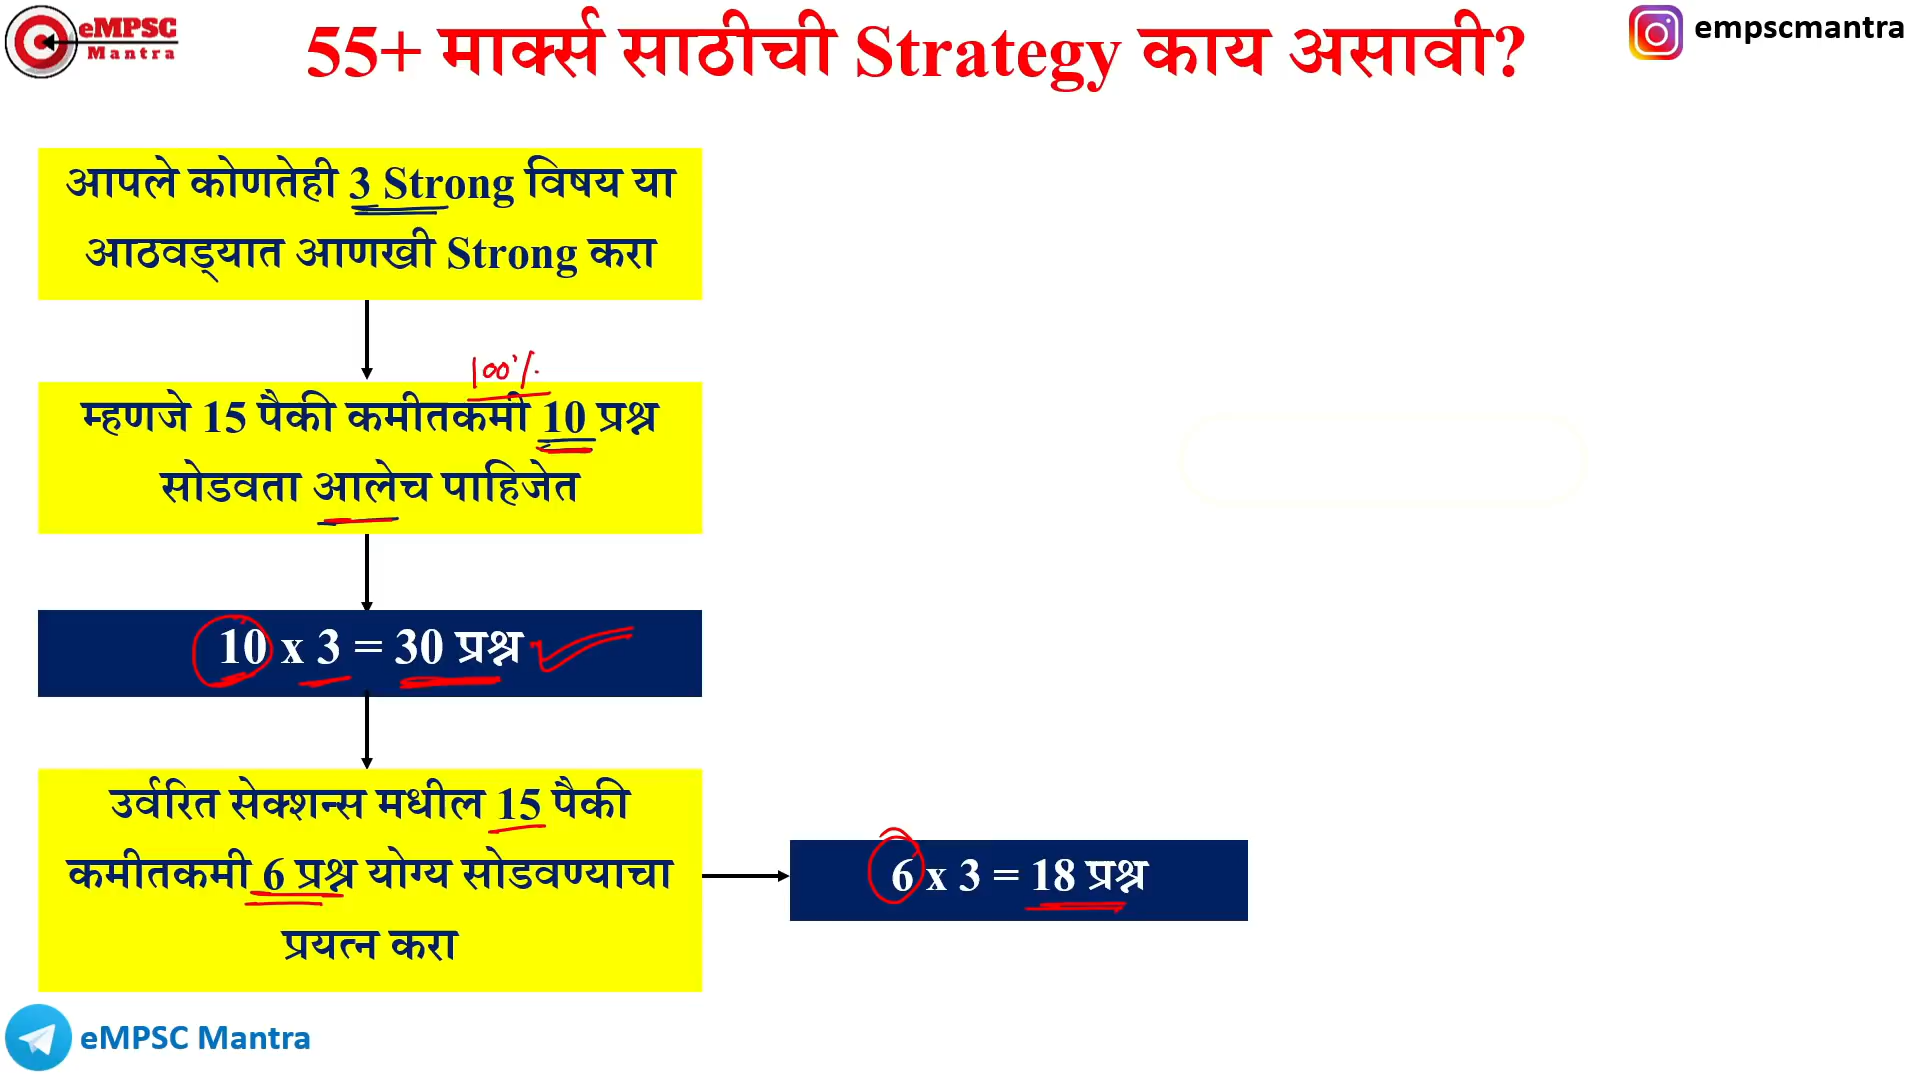 eMPSC
Mantra
55+ मार्क्स साठीची Strategy काय असावी?
empscmantra
आपले कोणतेही 3 Strong विषय या
आठवड्यात आणखी Strong करा
100%
म्हणजे 15 पैकी कमीतकमी 10 प्रश्न
सोडवता आलेच पाहिजेत
10 x 3 = 30 प्रश्न
उर्वरित सेक्शन्स मधील 15 पैकी
कमीतकमी 6 प्रश्न योग्य सोडवण्याचा
प्रयत्न करा
6 x 3 = 18 प्रश्न
eMPSC Mantra